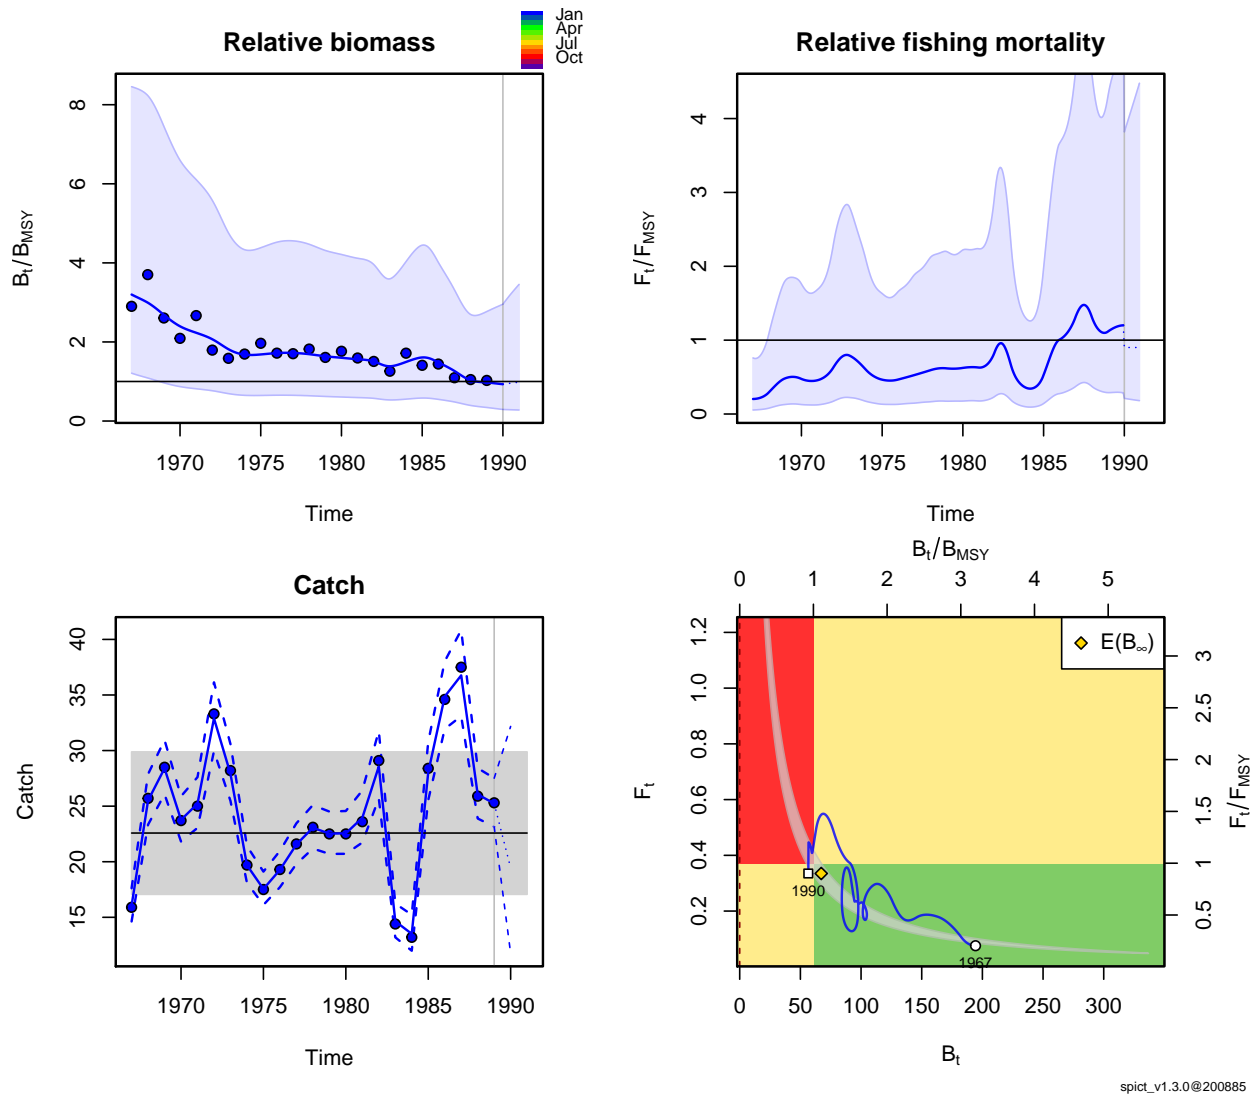 Jan
Apr
Jul
Oct
Relative biomass
8
6
4
2
0
Bt/BMSY
1970 1975 1980 1985 1990
Time
Relative fishing mortality
4
3
2
1
0
Ft/FMSY
1970 1975 1980 1985 1990
Time
Catch
40
35
30
25
20
15
Catch
1970 1975 1980 1985 1990
Time
Bt/BMSY
0 1 2 3 4 5
1.2
1.0
0.8
0.6
0.4
0.2
Ft
E(B∞)
1990
1967
3
2.5
2
1.5
1
0.5
Ft/FMSY
0 50 100 150 200 250 300
Bt
spict_v1.3.0@200885